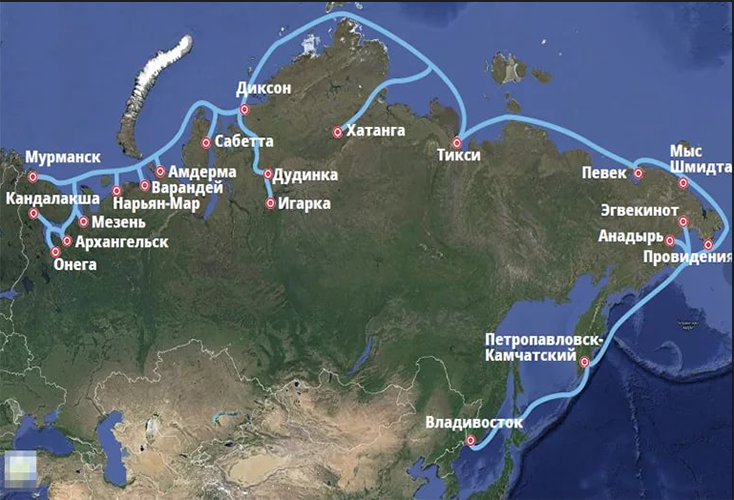 Диксон
Хатанга
Сабетта
Мурманск
Тикси
Мыс
Шмидта
Амдерма
Дудинка
Певек
Варандей
Кандалакша
Нарьян-Мар
Игарка
Эгвекинот
Мезень
Анадырь
Архангельск
Провидения
Онега
Петропавловск-
Камчатский
Владивосток